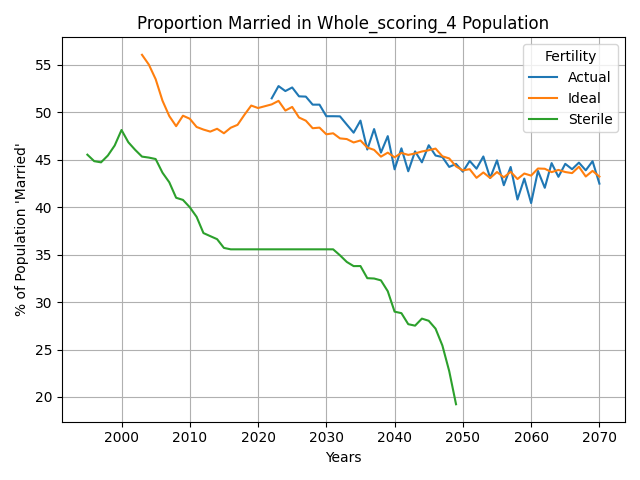 Proportion Married in Whole_scoring_4 Population
Fertility
Actual
Ideal
Sterile
% of Population 'Married'
55
50
45
40
35
30
25
20
2000 2010 2020 2030 2040 2050 2060 2070
Years